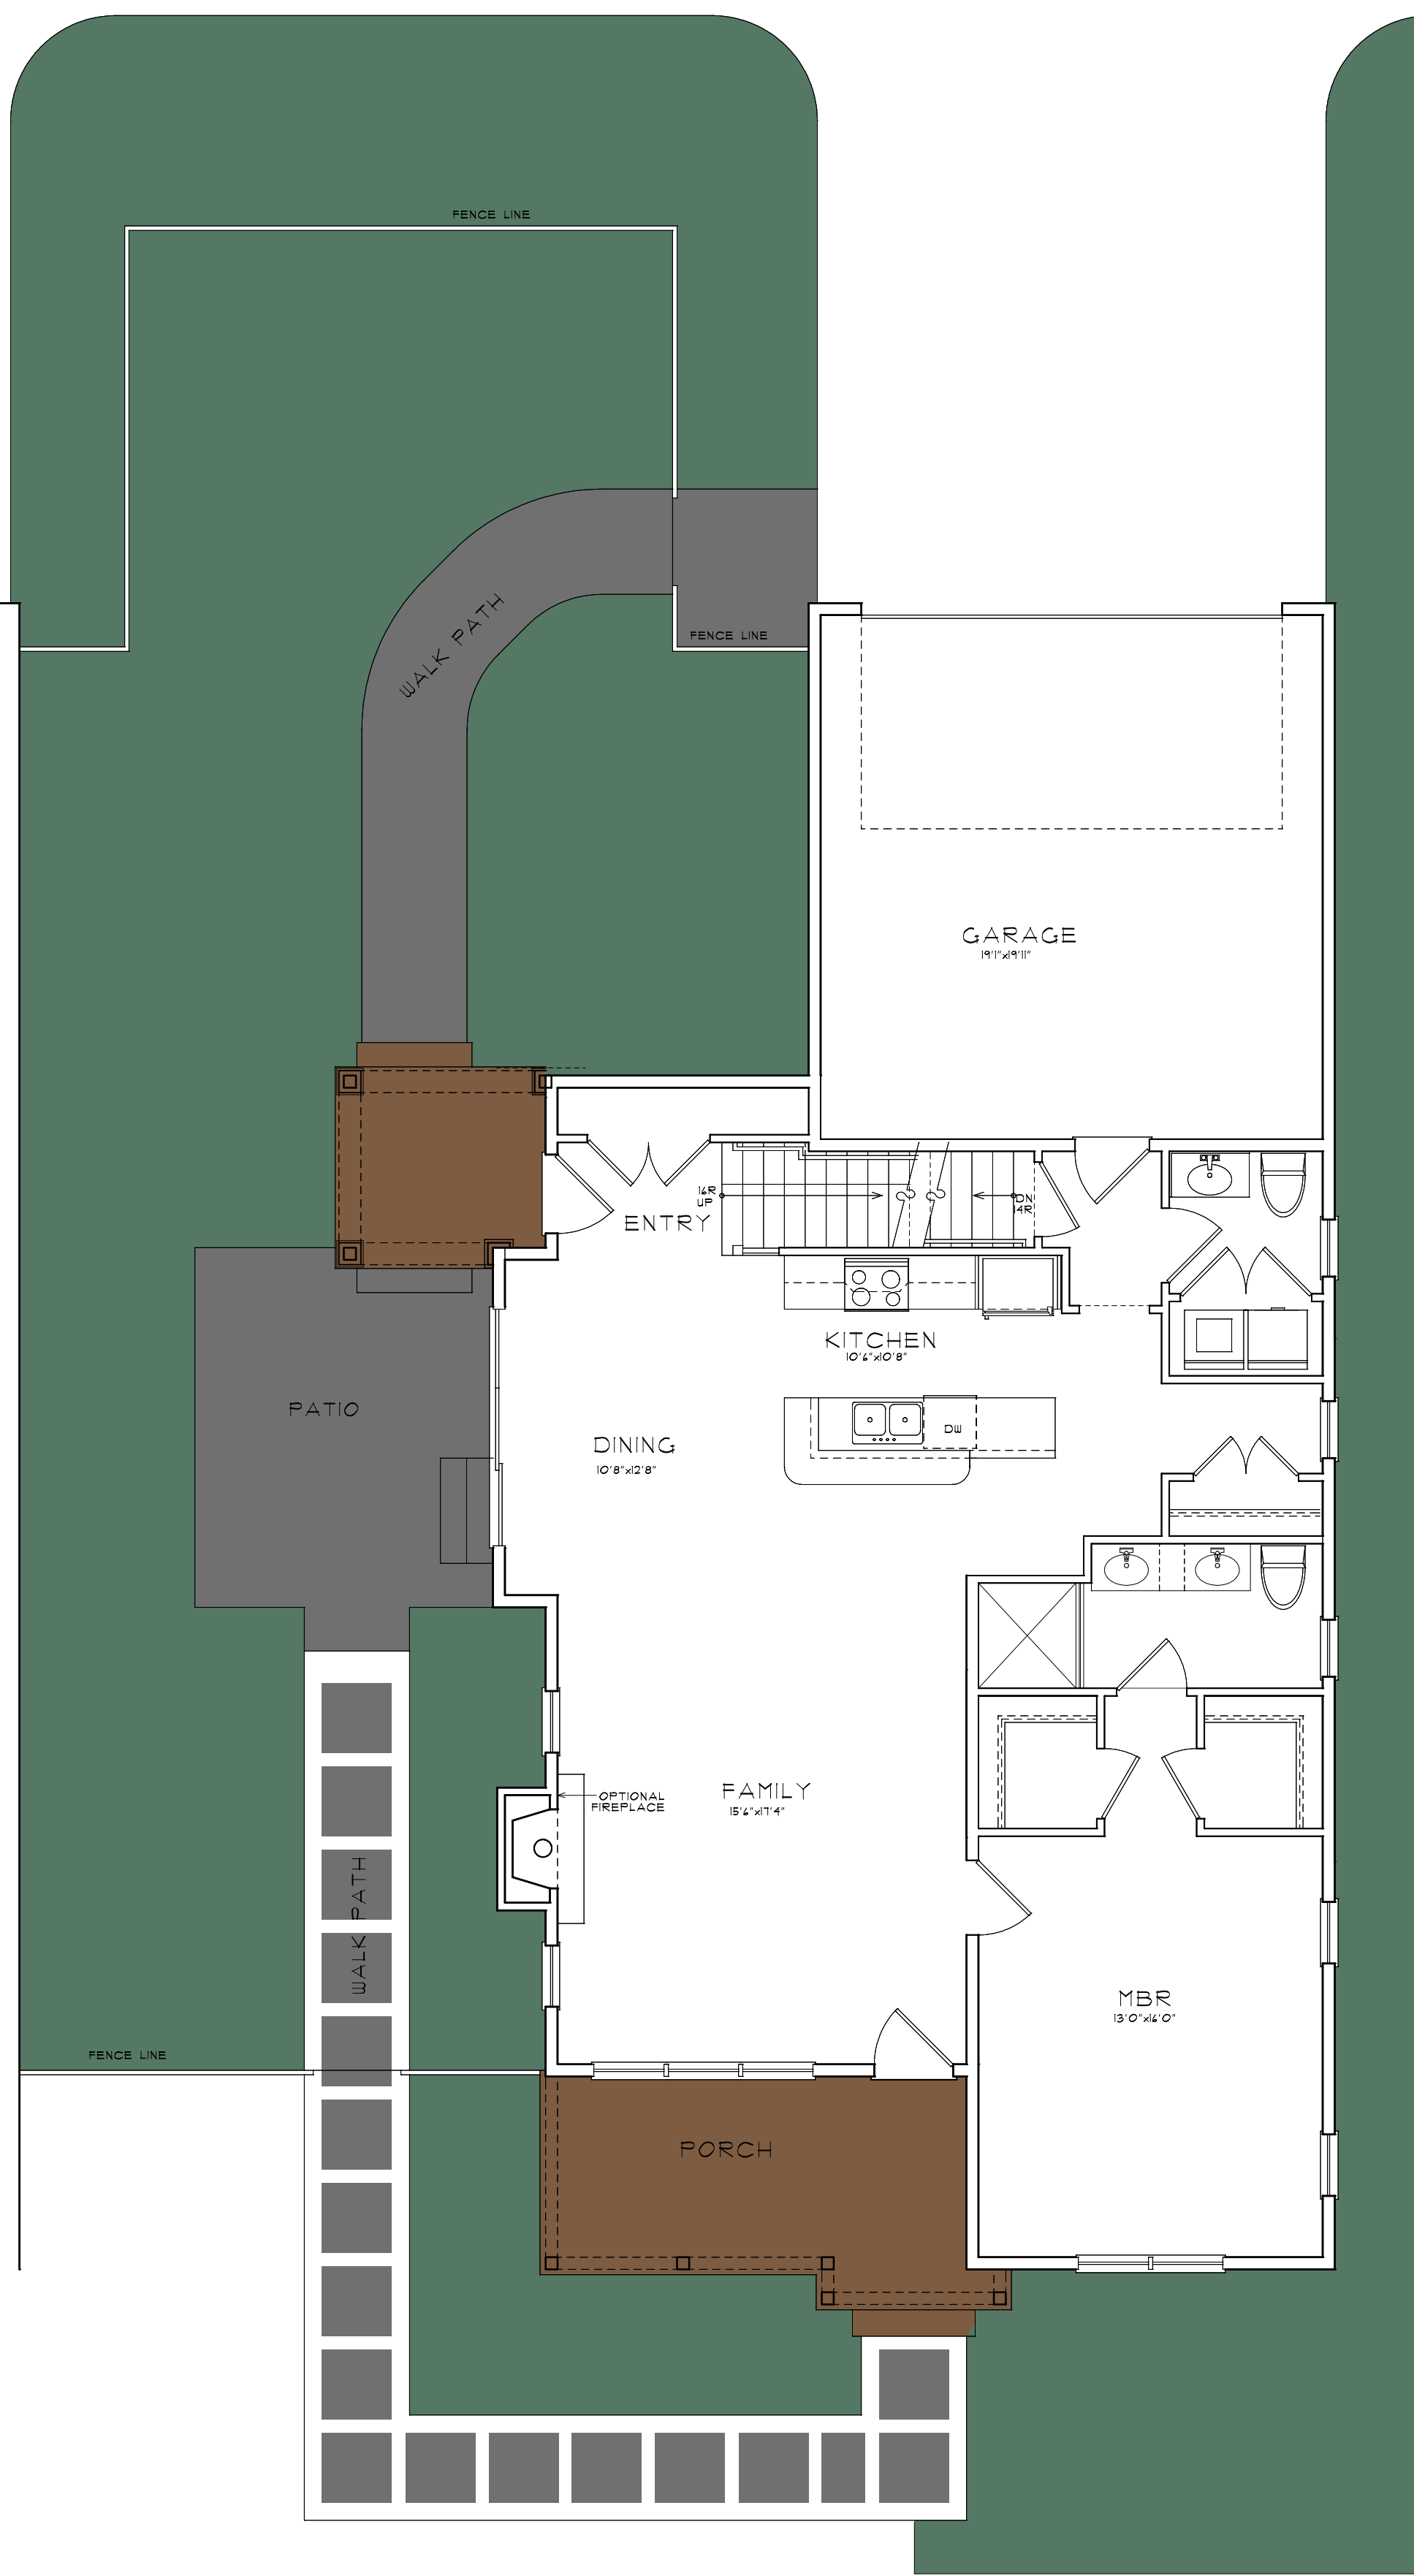 FENCE LINE
WALK PATH
FENCE LINE
GARAGE
19'1"x19'11"
16R
UP
DN
14R
ENTRY
KITCHEN
10'6"x10'8"
PATIO
DW
DINING
10'8"x12'8"
FAMILY
15'6"x17'4"
OPTIONAL
FIREPLACE
WALK PATH
MBR
13'0"x16'0"
FENCE LINE
PORCH